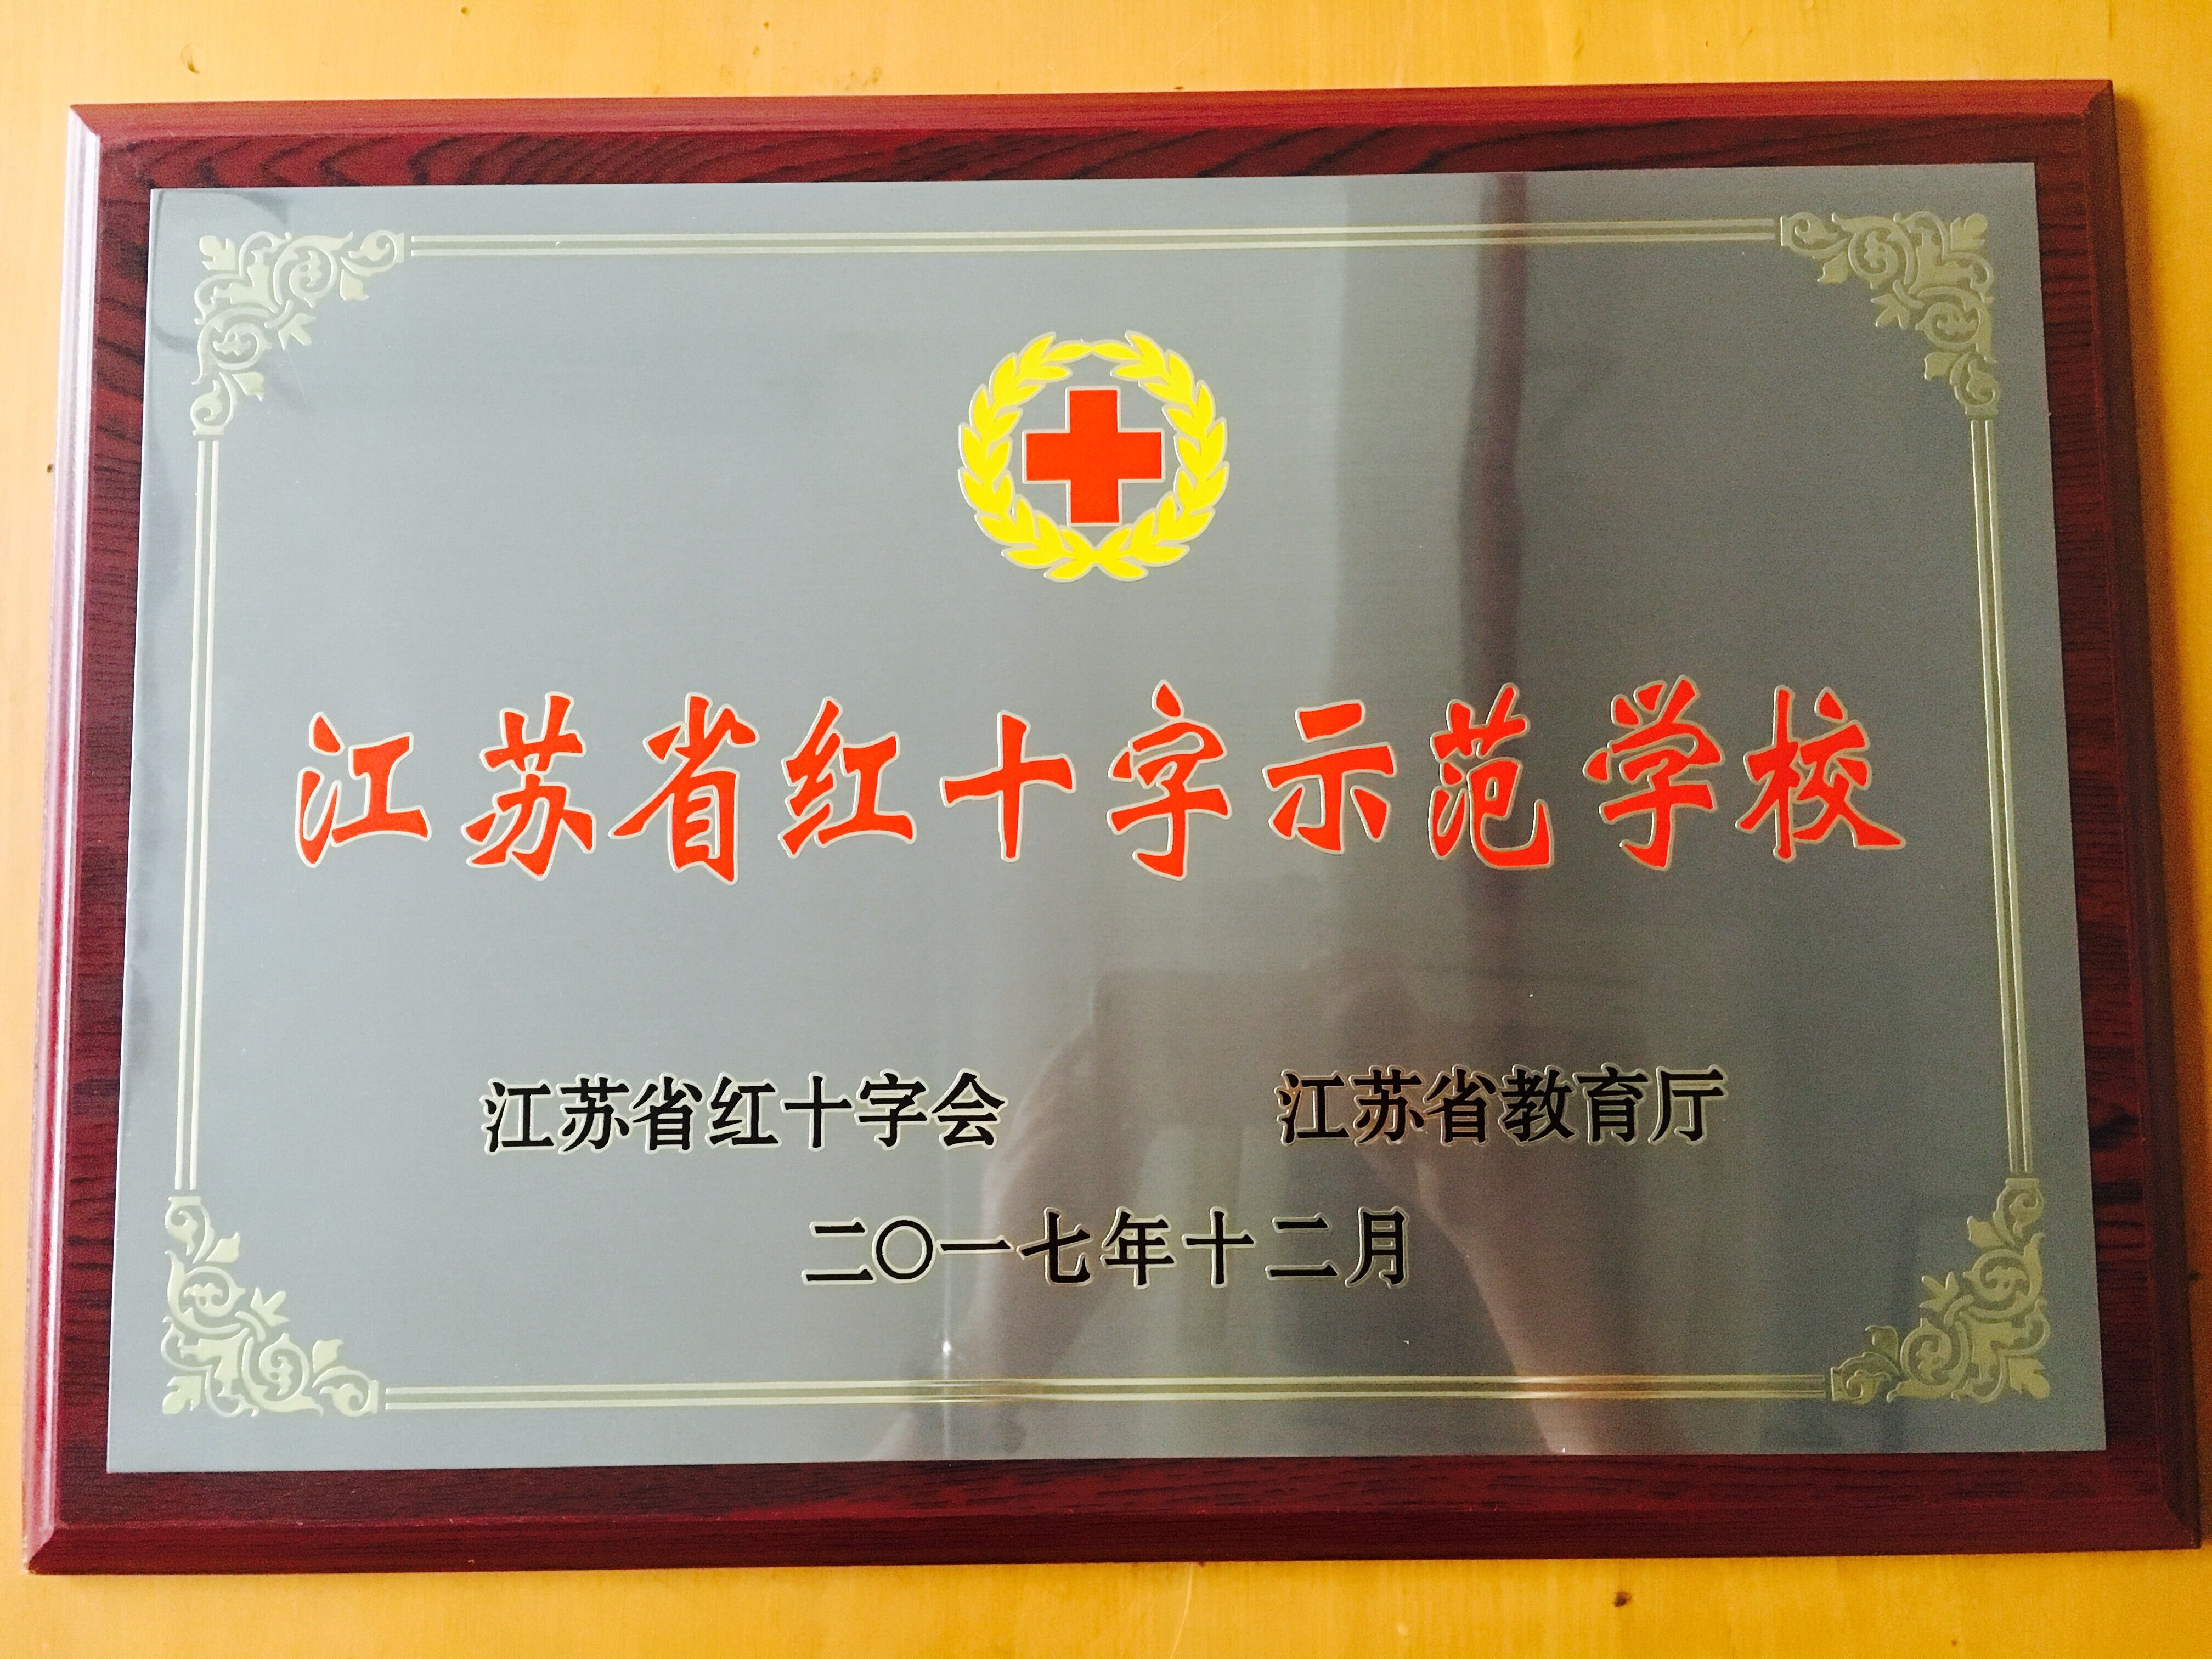 江苏省红十字示范学校
江苏省红十字会 江苏省教育厅
二〇一七年十二月